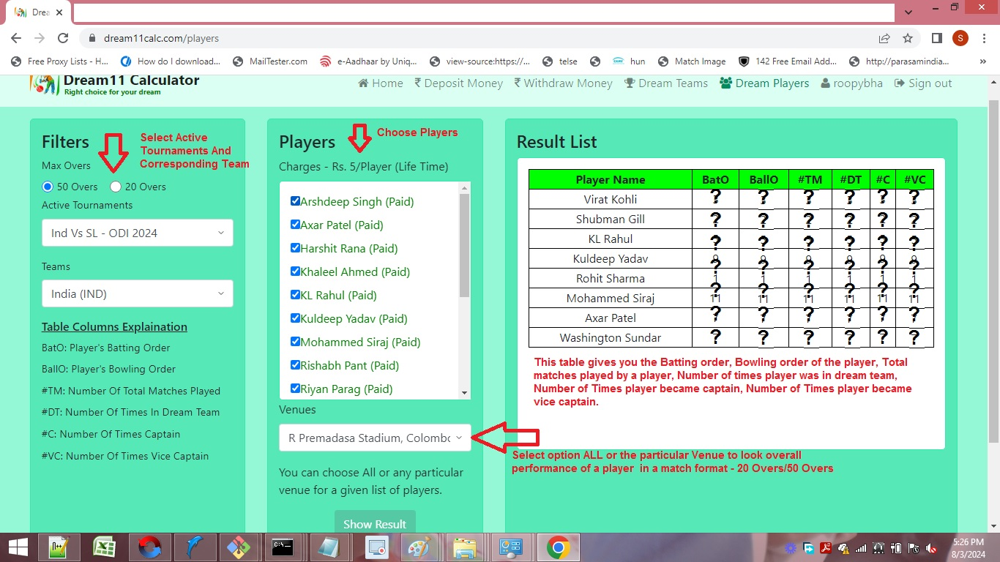 Drea
dream11calc.com/players
S
Free Proxy Lists - H...
How do I download...
MailTester.com
e-Aadhaar by Uniq...
view-source:https://...
telse
hun
Match Image
142 Free Email Add...
http://parasamindia...
Dream11 Calculator
Right choice for your dream
Home
₹ Deposit Money
₹ Withdraw Money
Dream Teams
Dream Players
roopybha
Sign out
Filters
Select Active
Tournaments And
Corresponding Team
Max Overs
50 Overs 20 Overs
Active Tournaments
Ind Vs SL - ODI 2024
Teams
India (IND)
Table Columns Explaination
BatO: Player's Batting Order
BallO: Player's Bowling Order
#TM: Number Of Total Matches Played
#DT: Number Of Times In Dream Team
#C: Number Of Times Captain
#VC: Number Of Times Vice Captain
Players
Choose Players
Charges - Rs. 5/Player (Life Time)
Arshdeep Singh (Paid)
Axar Patel (Paid)
Harshit Rana (Paid)
Khaleel Ahmed (Paid)
KL Rahul (Paid)
Kuldeep Yadav (Paid)
Mohammed Siraj (Paid)
Rishabh Pant (Paid)
Riyan Parag (Paid)
Venues
R Premadasa Stadium, Colombo
You can choose All or any particular
venue for a given list of players.
Show Result
Result List
Player Name BatO BallO #TM #DT #C #VC
Virat Kohli ? ? ? ? ? ?
Shubman Gill ? ? ? ? ? ?
KL Rahul ? ? ? ? ? ?
Kuldeep Yadav ? ? ? ? ? ?
Rohit Sharma ? ? ? ? ? ?
Mohammed Siraj ? ? ? ? ? ?
Axar Patel ? ? ? ? ? ?
Washington Sundar ? ? ? ? ? ?
This table gives you the Batting order, Bowling order of the player, Total
matches played by a player, Number of times player was in dream team,
Number of Times player became captain, Number of Times player became
vice captain.
Select option ALL or the particular Venue to look overall
performance of a player in a match format - 20 Overs/50 Overs
5:26 PM
8/3/2024